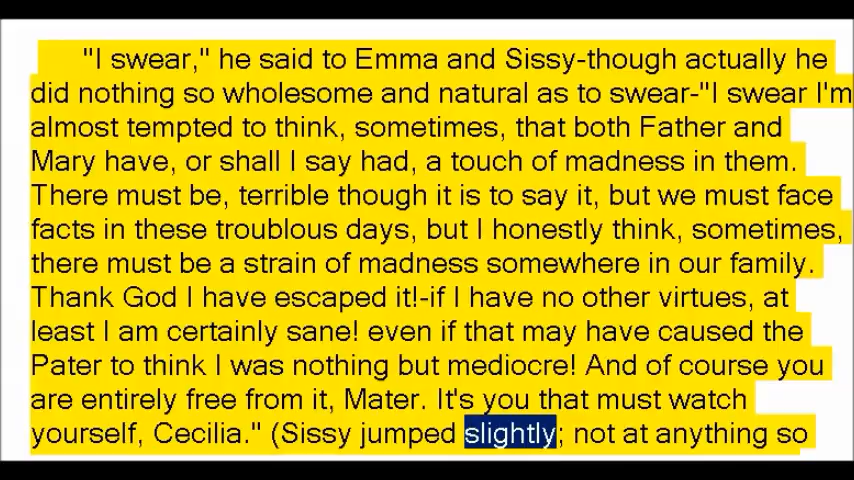 "I swear," he said to Emma and Sissy-though actually he
did nothing so wholesome and natural as to swear-"I swear I'm
almost tempted to think, sometimes, that both Father and
Mary have, or shall I say had, a touch of madness in them.
There must be, terrible though it is to say it, but we must face
facts in these troublous days, but I honestly think, sometimes,
there must be a strain of madness somewhere in our family.
Thank God I have escaped it!-if I have no other virtues, at
least I am certainly sane! even if that may have caused the
Pater to think I was nothing but mediocre! And of course you
are entirely free from it, Mater. It's you that must watch
yourself, Cecilia." (Sissy jumped slightly; not at anything so